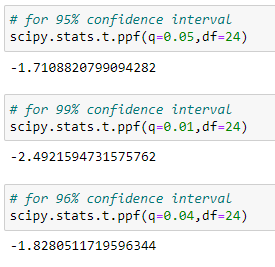 # for 95% confidence interval
scipy.stats.t.ppf(q=0.05,df=24)
-1.7108820799094282
# for 99% confidence interval
scipy.stats.t.ppf(q=0.01,df=24)
-2.4921594731575762
# for 96% confidence interval
scipy.stats.t.ppf(q=0.04,df=24)
-1.8280511719596344